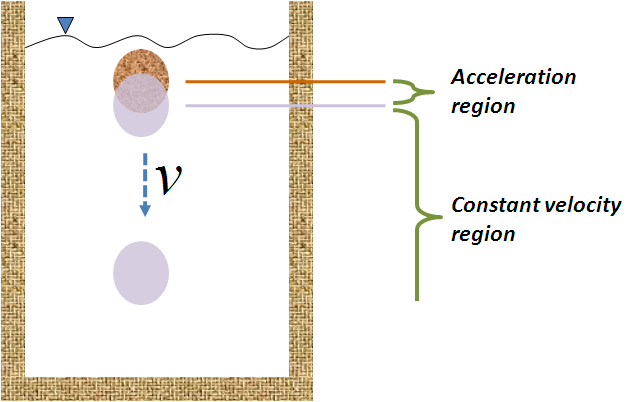 Acceleration
region
v
Constant velocity
region